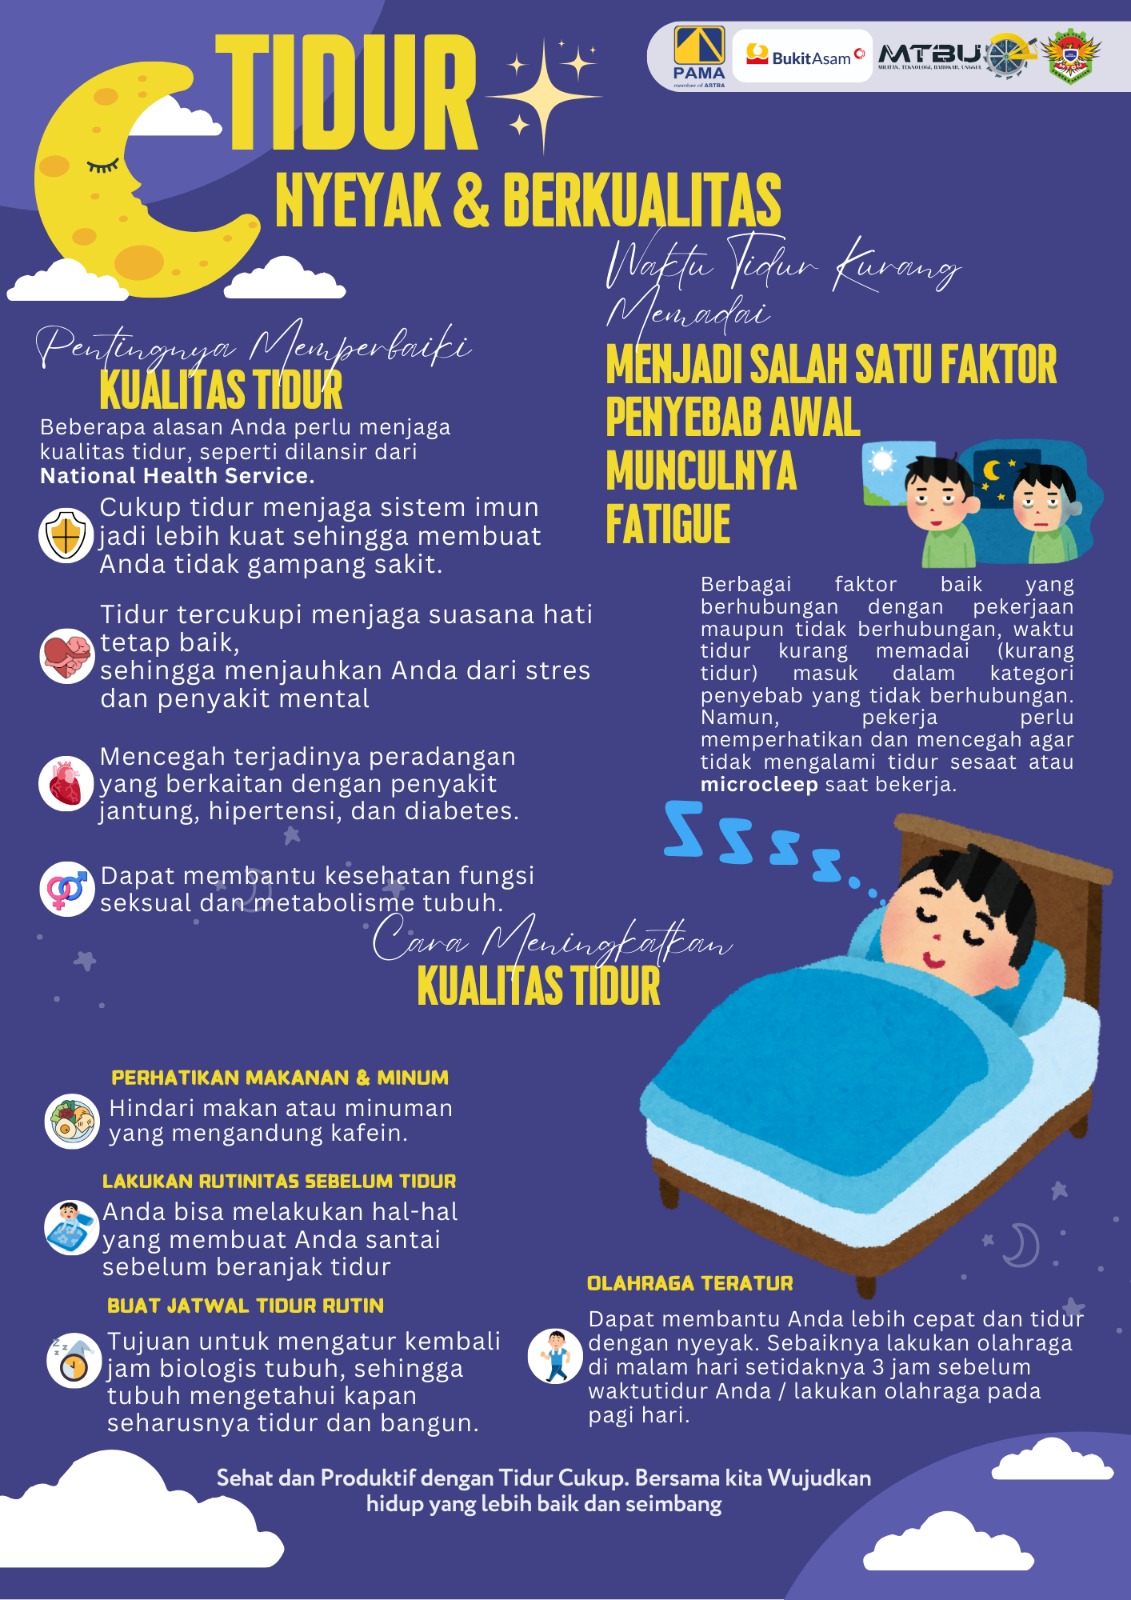 TIDUR
NYEYAK & BERKUALITAS
PAMA
member of ASTRA
BukitAsam
MTBU
Pentingnya Memperbaiki
KUALITAS TIDUR
Beberapa alasan Anda perlu menjaga
kualitas tidur, seperti dilansir dari
National Health Service.
Cukup tidur menjaga sistem imun
jadi lebih kuat sehingga membuat
Anda tidak gampang sakit.
Tidur tercukupi menjaga suasana hati
tetap baik,
sehingga menjauhkan Anda dari stres
dan penyakit mental
Mencegah terjadinya peradangan
yang berkaitan dengan penyakit
jantung, hipertensi, dan diabetes.
Dapat membantu kesehatan fungsi
seksual dan metabolisme tubuh.
Waktu Tidur Kurang
Memadai
MENJADI SALAH SATU FAKTOR
PENYEBAB AWAL
MUNCULNYA
FATIGUE
Berbagai faktor baik yang
berhubungan dengan pekerjaan
maupun tidak berhubungan, waktu
tidur kurang memadai (kurang
tidur) masuk dalam kategori
penyebab yang tidak berhubungan.
Namun, pekerja perlu
memperhatikan dan mencegah agar
tidak mengalami tidur sesaat atau
microcleep saat bekerja.
ZZZZ...
Cara Meningkatkan
KUALITAS TIDUR
PERHATIKAN MAKANAN & MINUM
Hindari makan atau minuman
yang mengandung kafein.
LAKUKAN RUTINITAS SEBELUM TIDUR
Anda bisa melakukan hal-hal
yang membuat Anda santai
sebelum beranjak tidur
BUAT JATWAL TIDUR RUTIN
Tujuan untuk mengatur kembali
jam biologis tubuh, sehingga
tubuh mengetahui kapan
seharusnya tidur dan bangun.
OLAHRAGA TERATUR
Dapat membantu Anda lebih cepat dan tidur
dengan nyeyak. Sebaiknya lakukan olahraga
di malam hari setidaknya 3 jam sebelum
waktutidur Anda / lakukan olahraga pada
pagi hari.
Sehat dan Produktif dengan Tidur Cukup. Bersama kita Wujudkan
hidup yang lebih baik dan seimbang